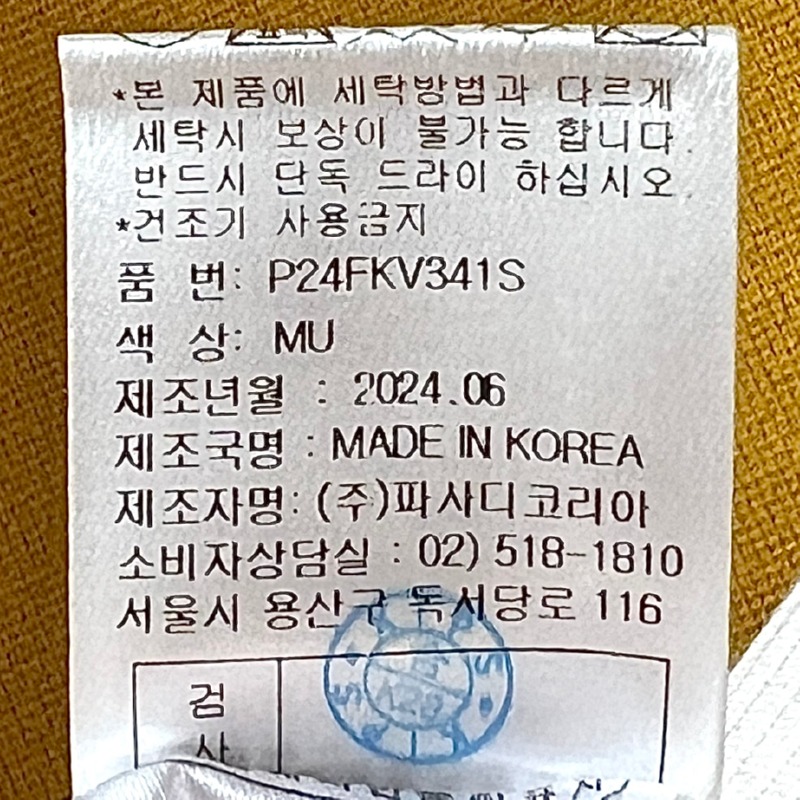 *본 제품에 세탁방법과 다르게
세탁시 보상이 불가능 합니다.
반드시 단독 드라이 하십시오
*건조기 사용금지
품 번: P24FKV341S
색 상: MU
제조년월 : 2024.06
제조국명 : MADE IN KOREA
제조자명: (주)파사디코리아
소비자상담실 : 02) 518-1810
서울시 용산구 독서당로 116
검
사